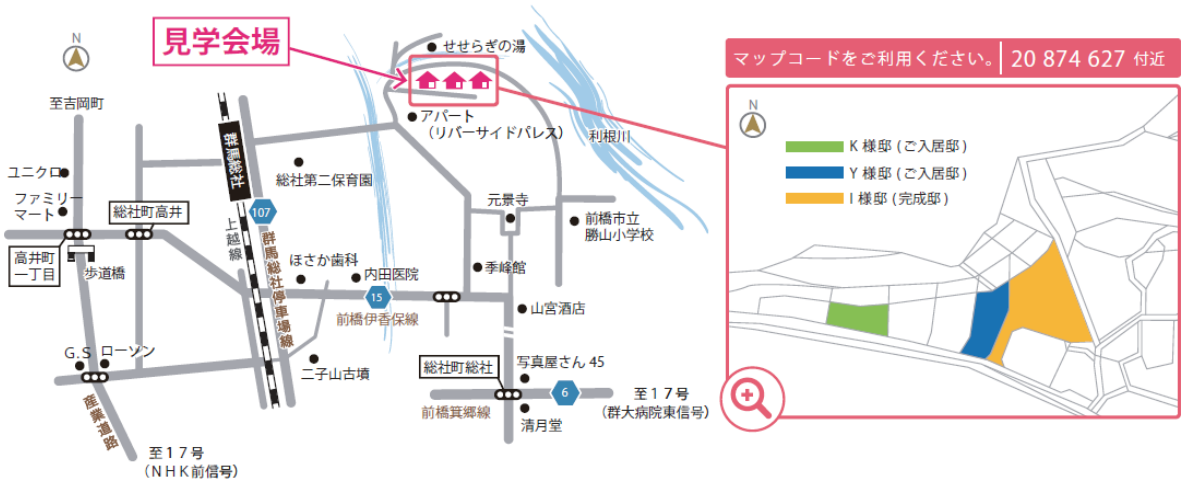 見学会場
N
至吉岡町
せせらぎの湯
アパート
（リバーサイドパレス）
利根川
群馬総社
総社第二保育園
ユニクロ
ファミリー
マート
総社町高井
107
上越線
群馬総社停車場線
元景寺
前橋市立
勝山小学校
高井町
一丁目
歩道橋
ほさか歯科
内田医院
季峰館
15
前橋伊香保線
山宮酒店
G.S
ローソン
二子山古墳
総社町総社
写真屋さん 45
6
至１７号
（群大病院東信号）
前橋箕郷線
清月堂
産業道路
至１７号
（ＮＨＫ前信号）
マップコードをご利用ください。 20 874 627 付近
N
K 様邸 ( ご入居邸 )
Y 様邸 ( ご入居邸 )
I 様邸 ( 完成邸 )